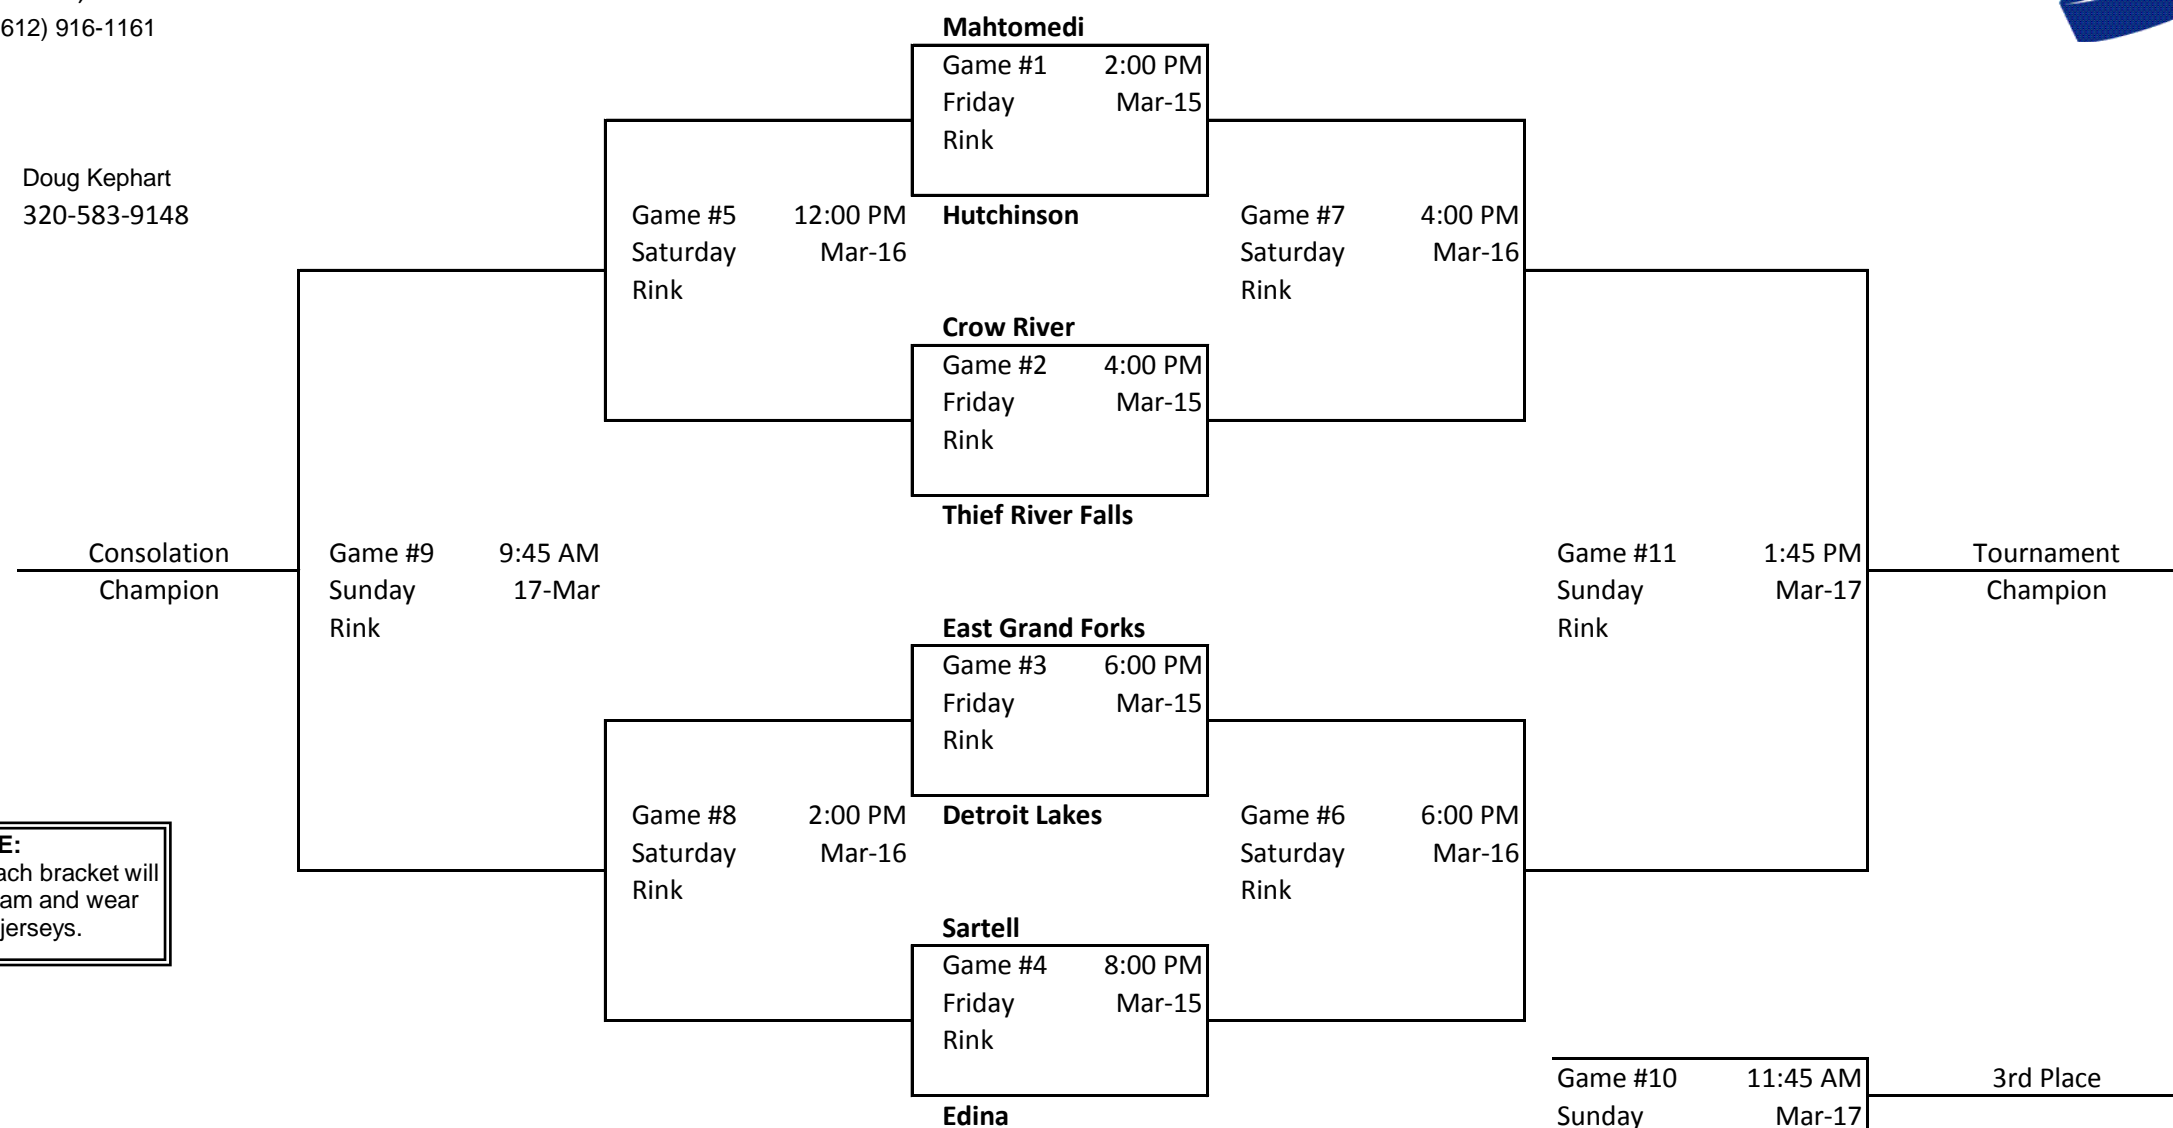 612) 916-1161
Mahtomedi
Game #1 2:00 PM
Friday Mar-15
Rink
Doug Kephart
320-583-9148
Game #5 12:00 PM
Saturday Mar-16
Rink
Hutchinson
Game #7 4:00 PM
Saturday Mar-16
Rink
Crow River
Game #2 4:00 PM
Friday Mar-15
Rink
Thief River Falls
Consolation
Champion
Game #9 9:45 AM
Sunday 17-Mar
Rink
Game #11 1:45 PM
Sunday Mar-17
Rink
Tournament
Champion
East Grand Forks
Game #3 6:00 PM
Friday Mar-15
Rink
Detroit Lakes
Game #8 2:00 PM
Saturday Mar-16
Rink
Game #6 6:00 PM
Saturday Mar-16
Rink
E:
ach bracket will
am and wear
jerseys.
Sartell
Game #4 8:00 PM
Friday Mar-15
Rink
Edina
Game #10 11:45 AM
Sunday Mar-17
3rd Place